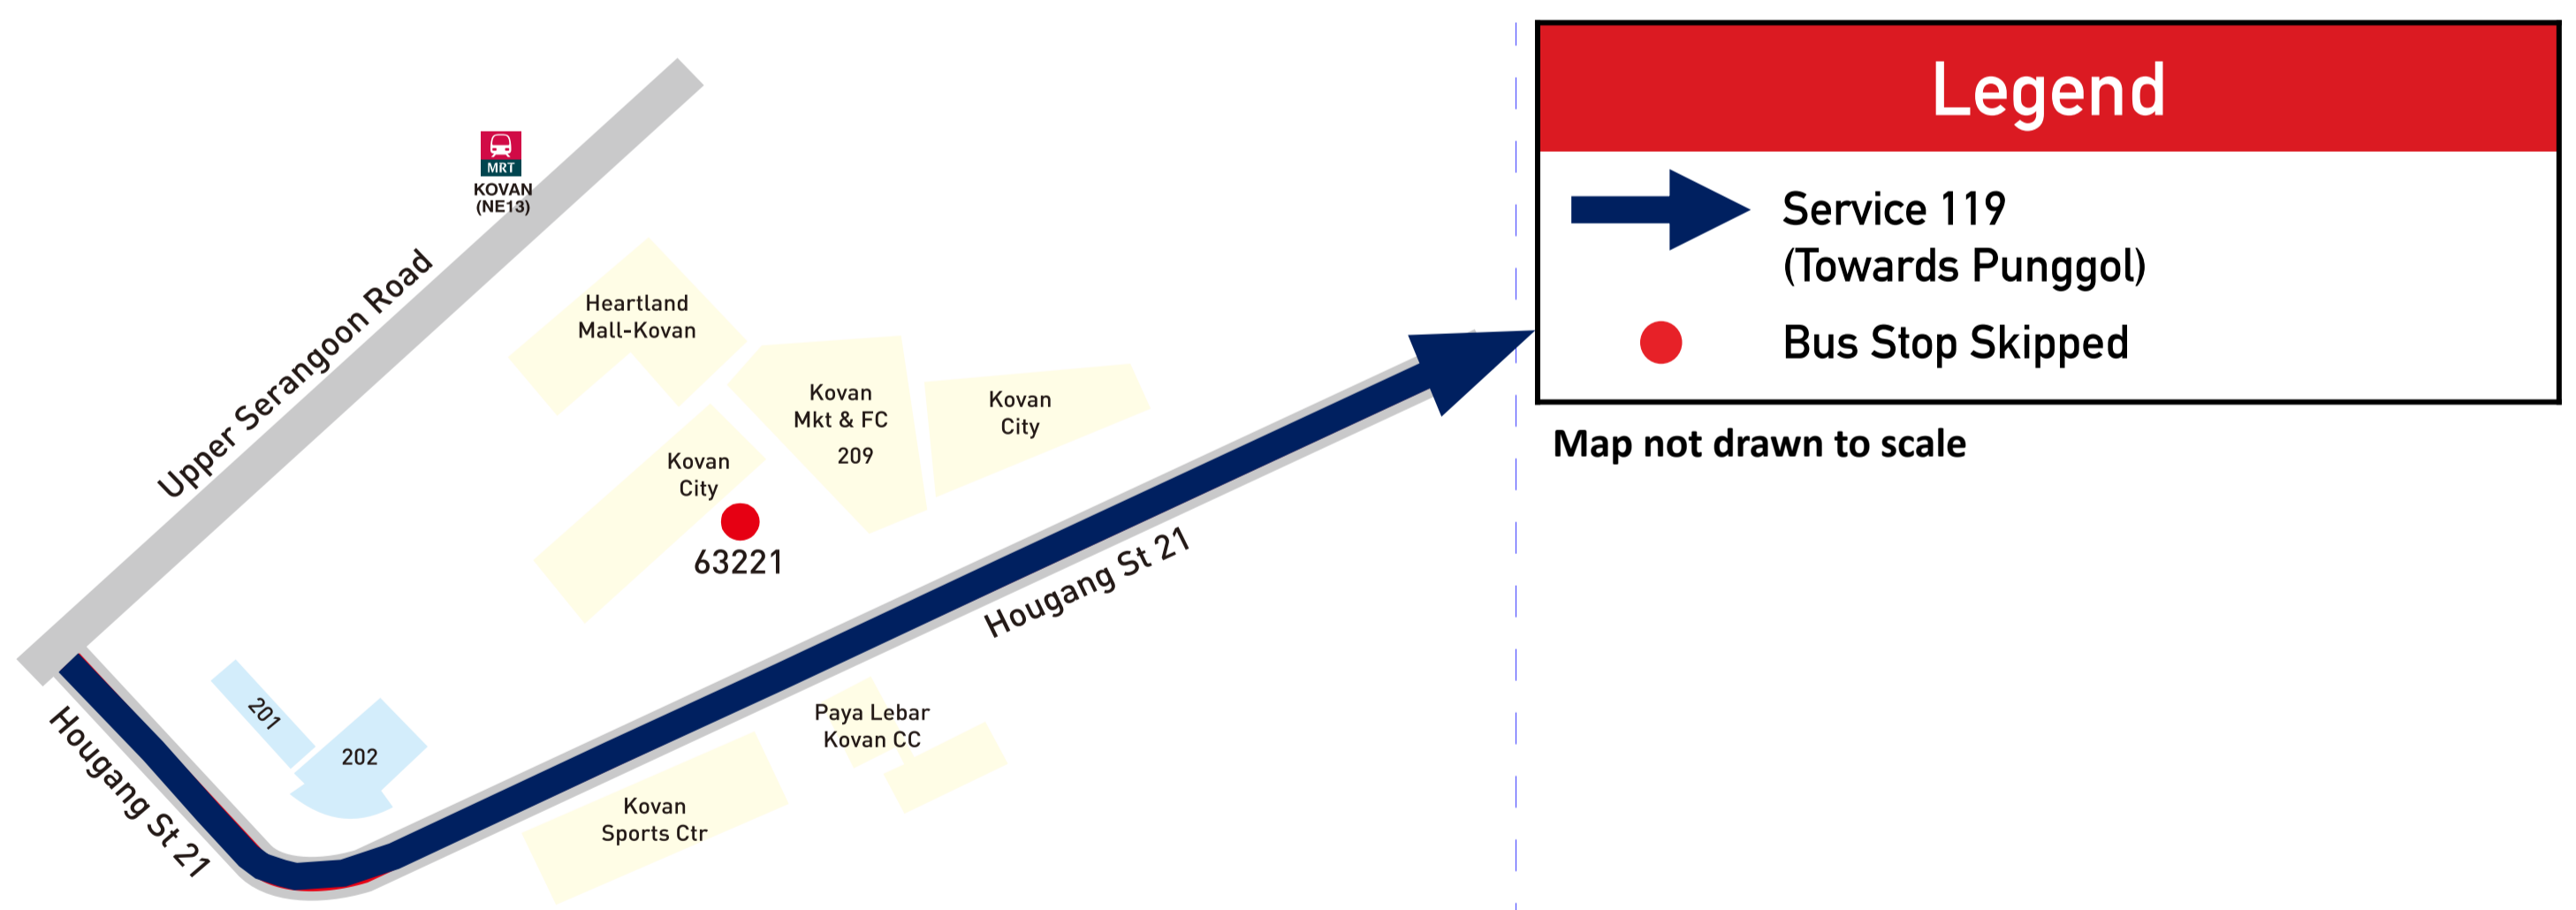 Legend
MRT
KOVAN
(NE13)
Service 119
(Towards Punggol)
Upper Serangoon Road
Heartland
Mall-Kovan
Bus Stop Skipped
Kovan
Mkt & FC
209
Kovan
City
Map not drawn to scale
Kovan
City
63221
Hougang St 21
201
202
Hougang St 21
Paya Lebar
Kovan CC
Kovan
Sports Ctr